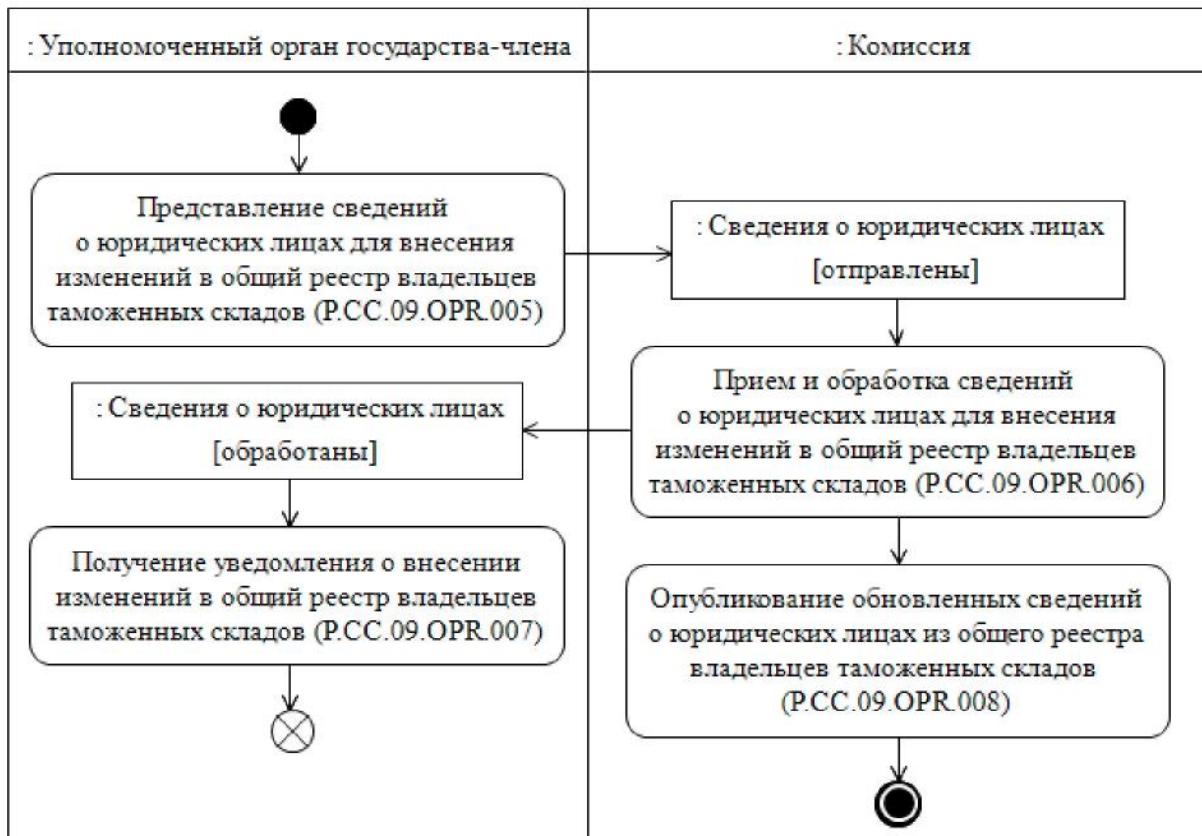 : Уполномоченный орган государства-члена
: Комиссия
Представление сведений
о юридических лицах для внесения
изменений в общий реестр владельцев
таможенных складов (P.CC.09.OPR.005)
: Сведения о юридических лицах
[отправлены]
Прием и обработка сведений
о юридических лицах для внесения
изменений в общий реестр владельцев
таможенных складов (P.CC.09.OPR.006)
: Сведения о юридических лицах
[обработаны]
Получение уведомления о внесении
изменений в общий реестр владельцев
таможенных складов (P.CC.09.OPR.007)
Опубликование обновленных сведений
о юридических лицах из общего реестра
владельцев таможенных складов
(P.CC.09.OPR.008)